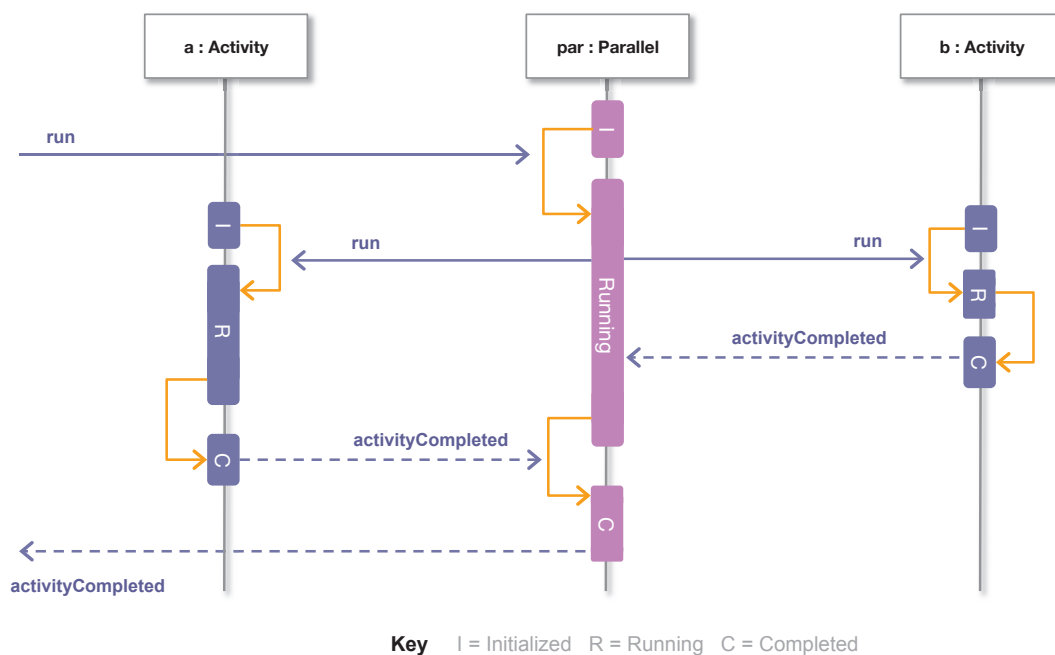 a : Activity
par : Parallel
b : Activity
I
run
I
I
run
run
Running
R
R
activityCompleted
C
activityCompleted
C
C
activityCompleted
Key I = Initialized R = Running C = Completed